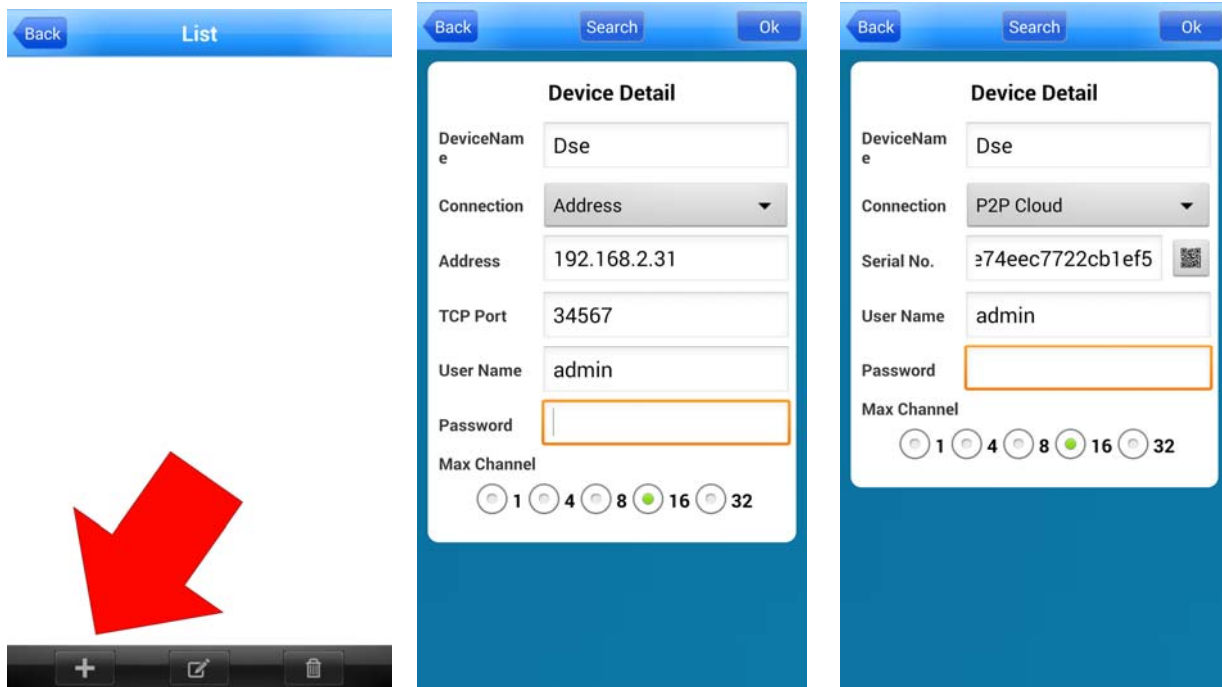 Back
List
Back
Search
Ok
Device Detail
DeviceNam
e
Dse
Connection
Address
Address
192.168.2.31
TCP Port
34567
User Name
admin
Password
Max Channel
1 4 8 16 32
Back
Search
Ok
Device Detail
DeviceNam
e
Dse
Connection
P2P Cloud
Serial No.
e74eec7722cb1ef5
User Name
admin
Password
Max Channel
1 4 8 16 32